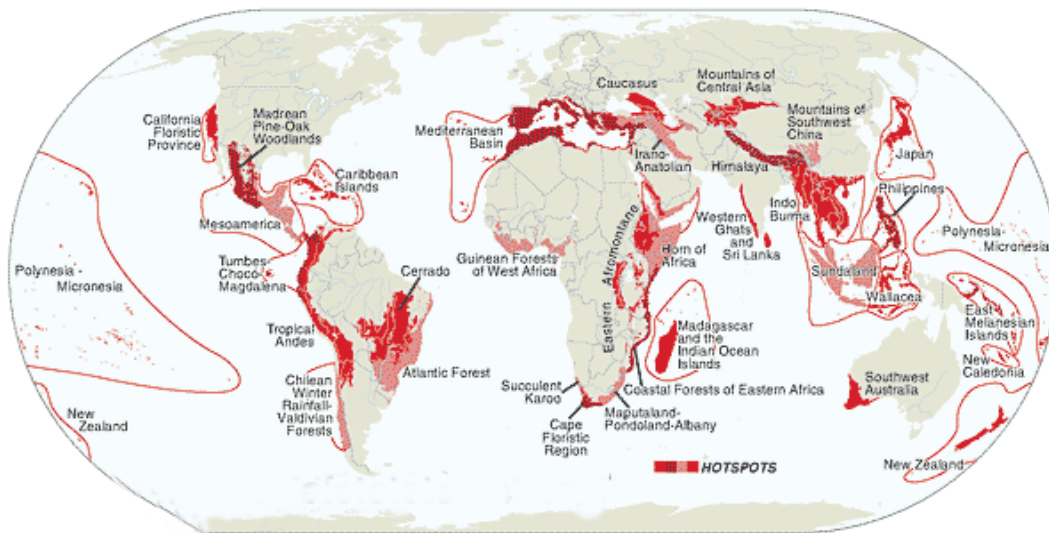 California
Floristic
Province
Madrean
Pine-Oak
Woodlands
Caribbean
Islands
Mesoamerica
Polynesia-
Micronesia
Tumbes-
Choco-
Magdalena
Tropical
Andes
Cerrado
Atlantic Forest
Chilean
Winter
Rainfall-
Valdivian
Forests
New
Zealand
Mediterranean
Basin
Caucasus
Irano-
Anatolian
Mountains of
Central Asia
Mountains of
Southwest
China
Himalaya
Japan
Indo
Burma
Philippines
Western
Ghats and
Sri Lanka
Polynesia-
Micronesia
Guinean Forests
of West Africa
Eastern Afromontane
Horn of
Africa
Sundaland
Wallacea
East
Melanesian
Islands
New
Caledonia
Madagascar
and the
Indian Ocean
Islands
Coastal Forests of Eastern Africa
Succulent
Karoo
Cape
Floristic
Region
Maputaland-
Pondoland-Albany
Southwest
Australia
New Zealand
HOTSPOTS